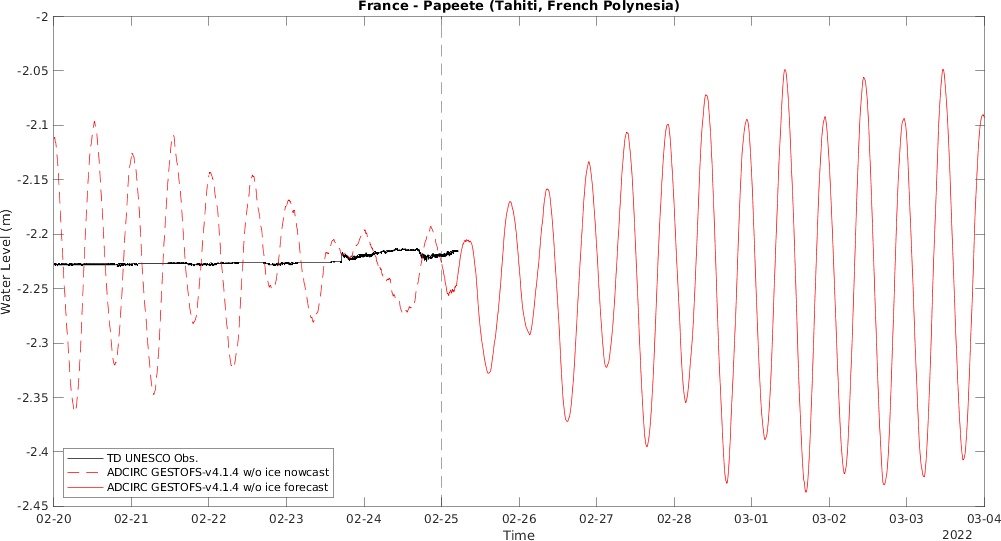 France - Papeete (Tahiti, French Polynesia)
-2
-2.05
-2.1
-2.15
-2.2
-2.25
-2.3
-2.35
-2.4
-2.45
Water Level (m)
TD UNESCO Obs.
ADCIRC GESTOFS-v4.1.4 w/o ice nowcast
ADCIRC GESTOFS-v4.1.4 w/o ice forecast
02-20 02-21 02-22 02-23 02-24 02-25 02-26 02-27 02-28 03-01 03-02 03-03 03-04
Time
2022